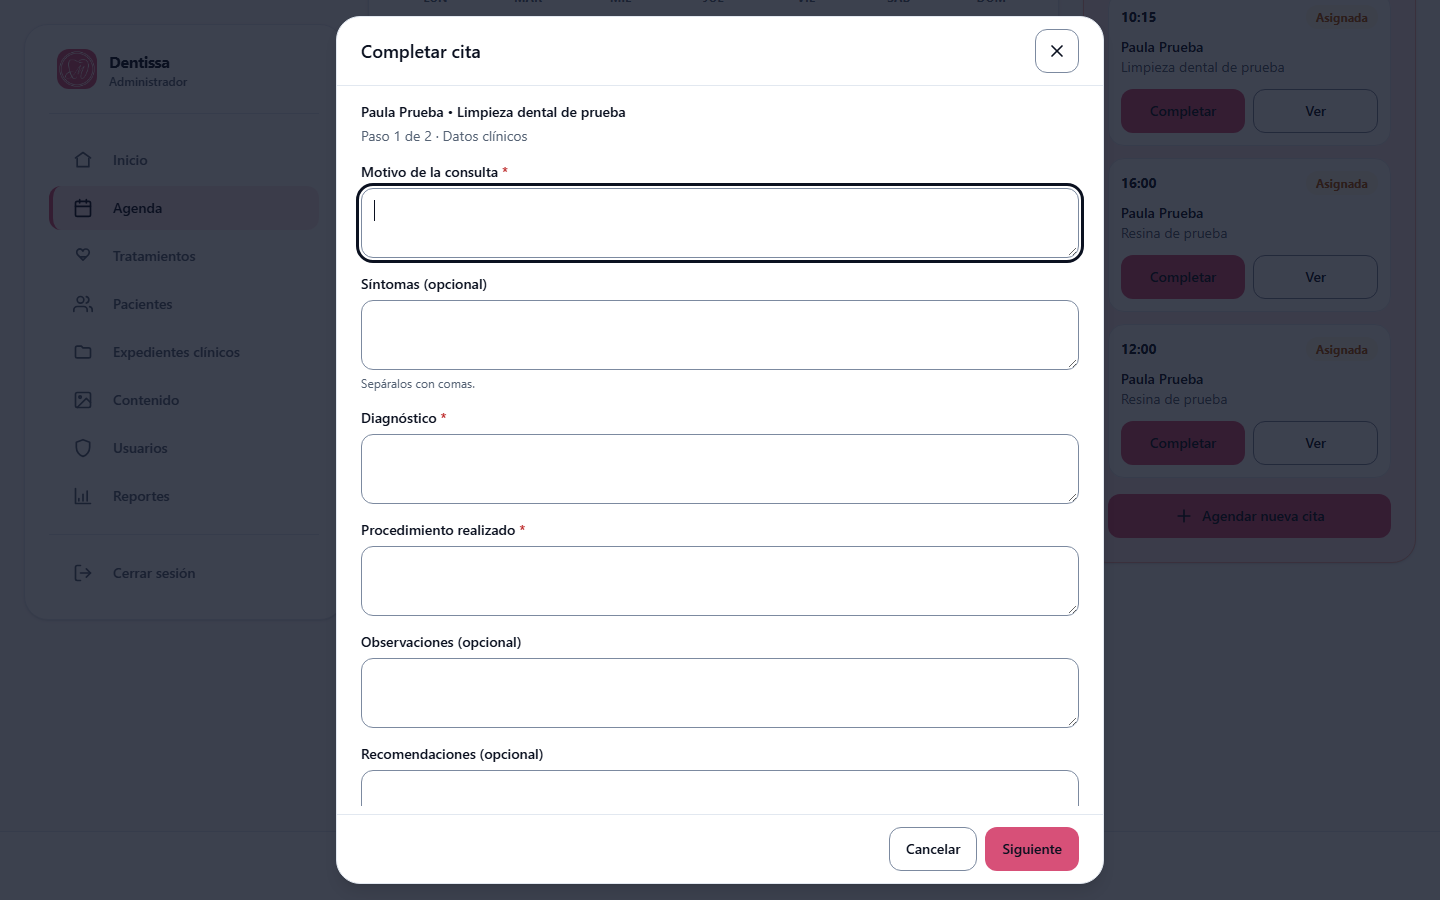 Dentissa
Administrador
Inicio
Agenda
Tratamientos
Pacientes
Expedientes clínicos
Contenido
Usuarios
Reportes
Cerrar sesión
Completar cita
Paula Prueba • Limpieza dental de prueba
Paso 1 de 2 · Datos clínicos
Motivo de la consulta *
Síntomas (opcional)
Sepáralos con comas.
Diagnóstico *
Procedimiento realizado *
Observaciones (opcional)
Recomendaciones (opcional)
Cancelar
Siguiente
10:15
Asignada
Paula Prueba
Limpieza dental de prueba
Completar
Ver
16:00
Asignada
Paula Prueba
Resina de prueba
Completar
Ver
12:00
Asignada
Paula Prueba
Resina de prueba
Completar
Ver
Agendar nueva cita